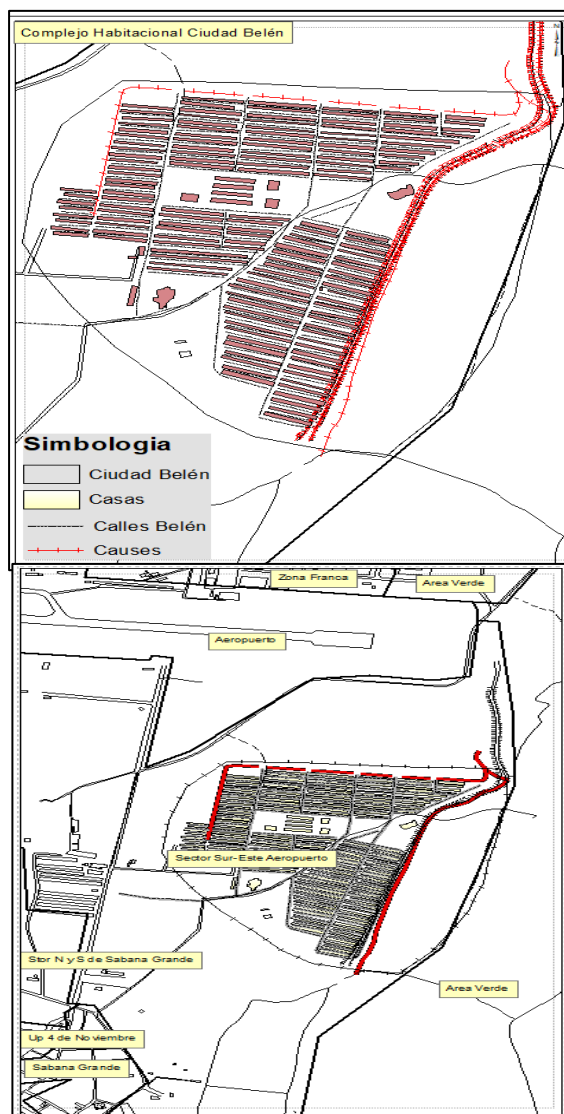 Complejo Habitacional Ciudad Belén
N
Simbologia
Ciudad Belén
Casas
Calles Belén
Causes
Zona Franca
Area Verde
Aeropuerto
Sector Sur-Este Aeropuerto
Stor N y S de Sabana Grande
Area Verde
Up 4 de Noviembre
Sabana Grande